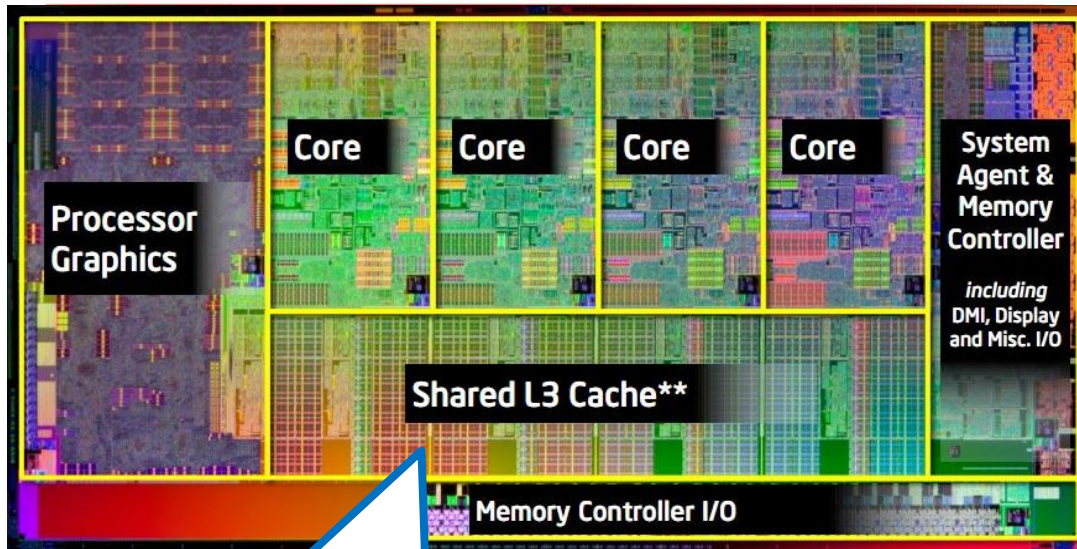 Processor
Graphics
Core
Core
Core
Core
System
Agent &
Memory
Controller
including
DMI, Display
and Misc. I/O
Shared L3 Cache**
Memory Controller I/O